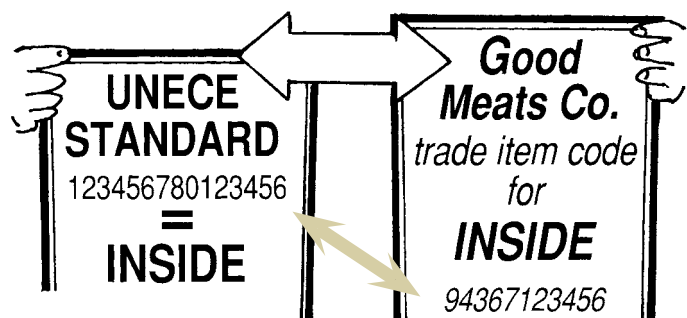 UNECE
STANDARD
123456780123456
=
INSIDE
Good
Meats Co.
trade item code
for
INSIDE
94367123456